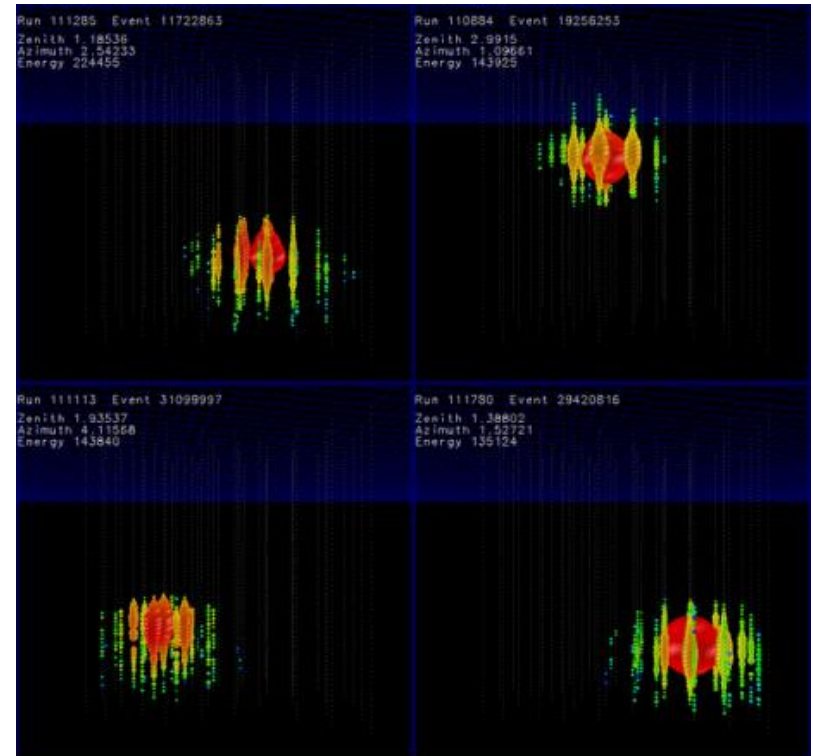 Run 111285 Event 11722863
Zenith 1.18536
Azimuth 2.54233
Energy 224455
Run 110884 Event 19256253
Zenith 2.9915
Azimuth 1.09661
Energy 143925
Run 111113 Event 31099997
Zenith 1.93537
Azimuth 4.11568
Energy 143840
Run 111780 Event 29420816
Zenith 1.38802
Azimuth 1.52721
Energy 135124